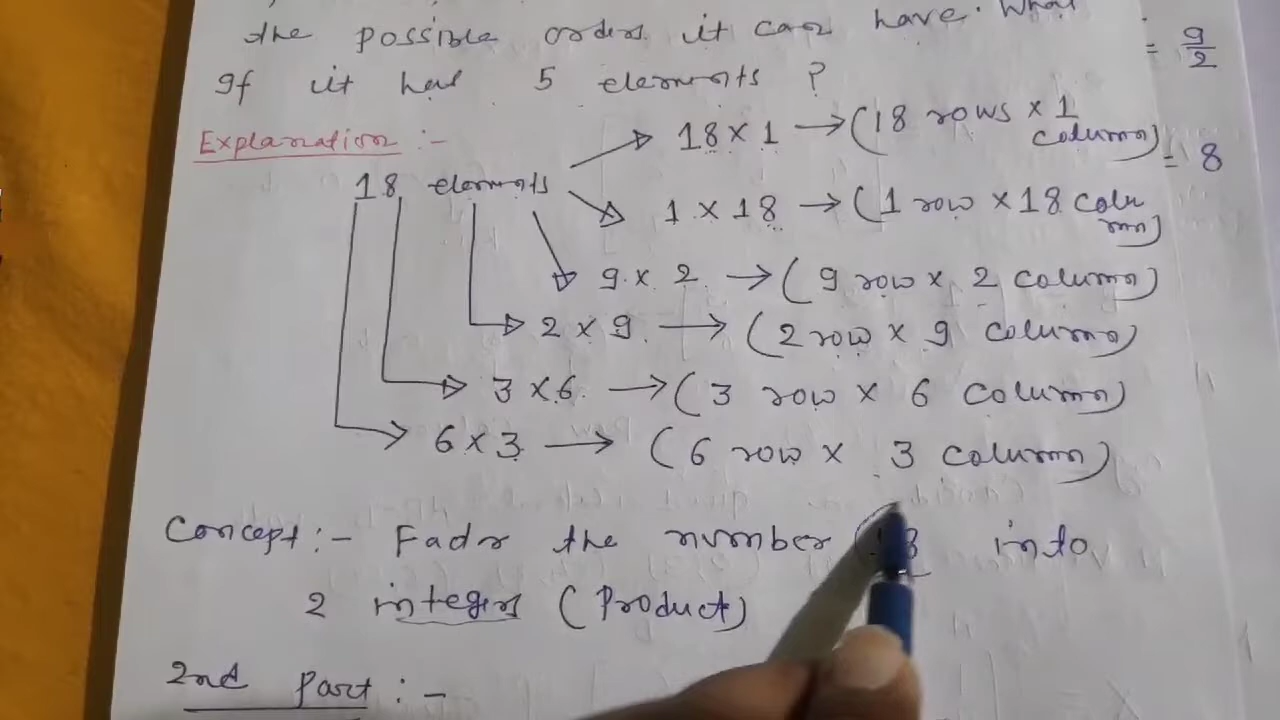 the possible orders it can have. What
= 9/2
If it has 5 elements ?
Explanation :-
18 × 1 → (18 rows × 1 column)
= 8
18 elements
1 × 18 → (1 row × 18 column)
9 × 2 → (9 row × 2 column)
2 × 9 → (2 row × 9 column)
3 × 6 → (3 row × 6 column)
6 × 3 → (6 row × 3 column)
Concept :- Factor the number 18 into
2 integers (Product)
2nd Part :-